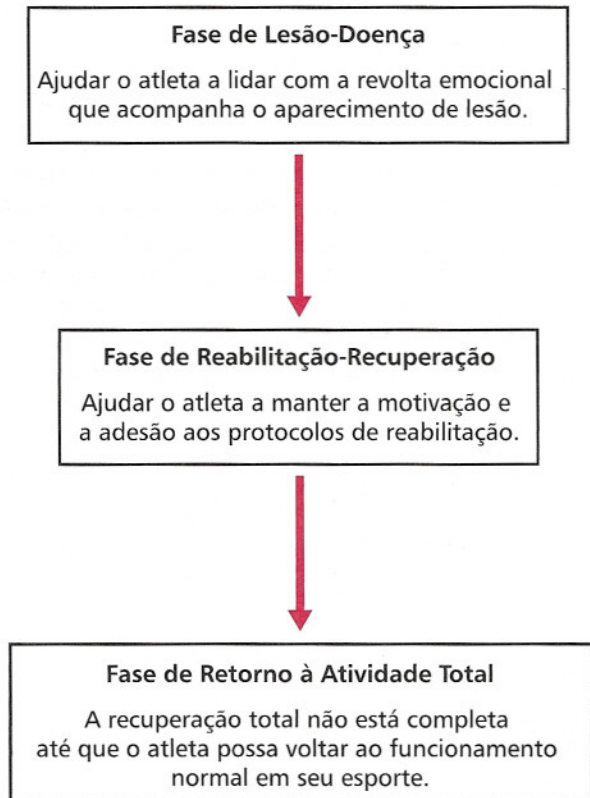 Fase de Lesão-Doença
Ajudar o atleta a lidar com a revolta emocional
que acompanha o aparecimento de lesão.
Fase de Reabilitação-Recuperação
Ajudar o atleta a manter a motivação e
a adesão aos protocolos de reabilitação.
Fase de Retorno à Atividade Total
A recuperação total não está completa
até que o atleta possa voltar ao funcionamento
normal em seu esporte.